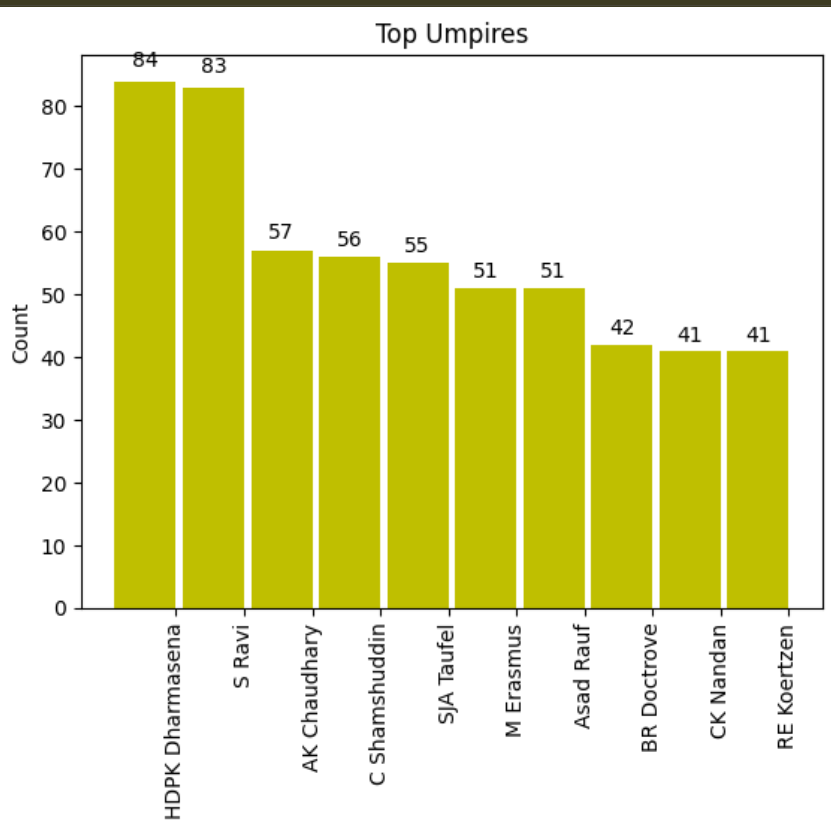 Top Umpires
84
83
57
56
55
51
51
42
41
41
Count
80
70
60
50
40
30
20
10
0
HDPK Dharmasena
S Ravi
AK Chaudhary
C Shamshuddin
SJA Taufel
M Erasmus
Asad Rauf
BR Doctrove
CK Nandan
RE Koertzen